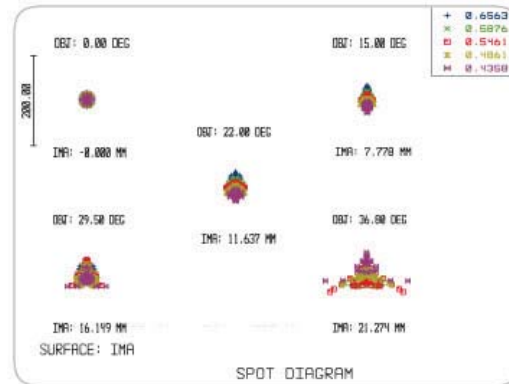 + 0.6563
× 0.5876
0.5461
0.4861
0.4358
OBJ: 0.00 DEG
OBJ: 15.00 DEG
200.00
IMA: -0.000 MM
IMA: 7.778 MM
OBJ: 22.00 DEG
IMA: 11.637 MM
OBJ: 29.50 DEG
OBJ: 36.80 DEG
IMA: 16.149 MM
IMA: 21.274 MM
SURFACE: IMA
SPOT DIAGRAM